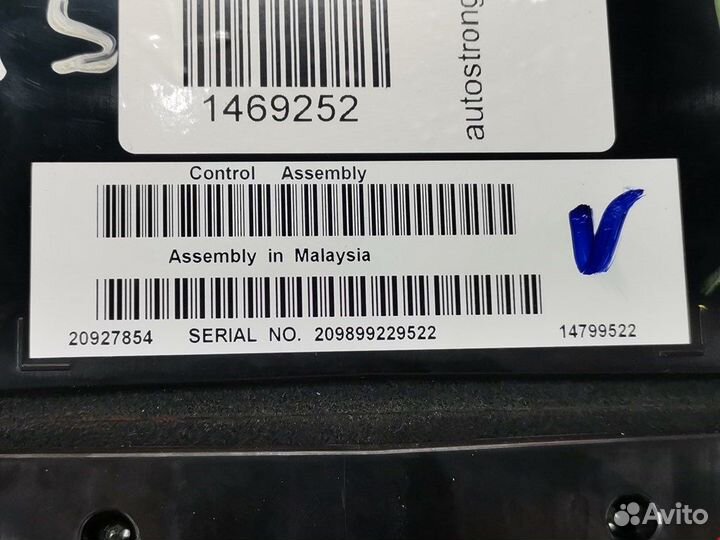 1469252
autostrong
Control Assembly
Assembly in Malaysia
20927854 SERIAL NO. 209899229522 14799522
Avito